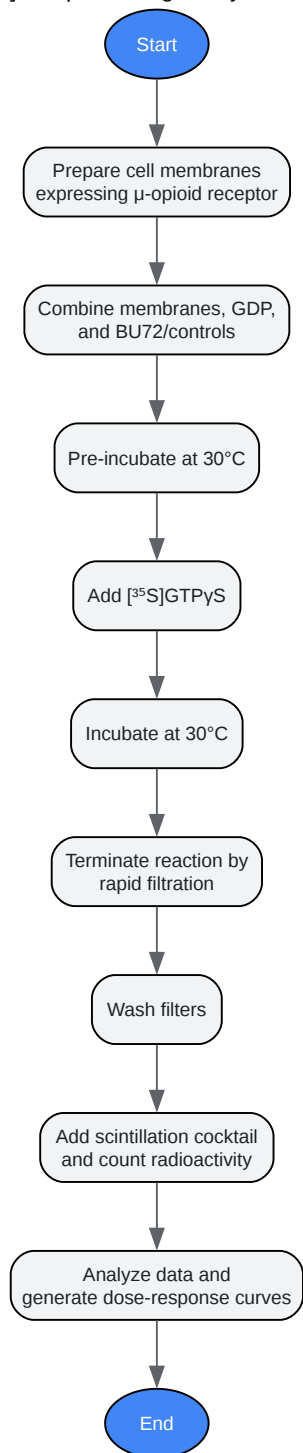 Start
Prepare cell membranes
expressing μ-opioid receptor
Combine membranes, GDP,
and BU72/controls
Pre-incubate at 30°C
Add [³⁵S]GTPγS
Incubate at 30°C
Terminate reaction by
rapid filtration
Wash filters
Add scintillation cocktail
and count radioactivity
Analyze data and
generate dose-response curves
End